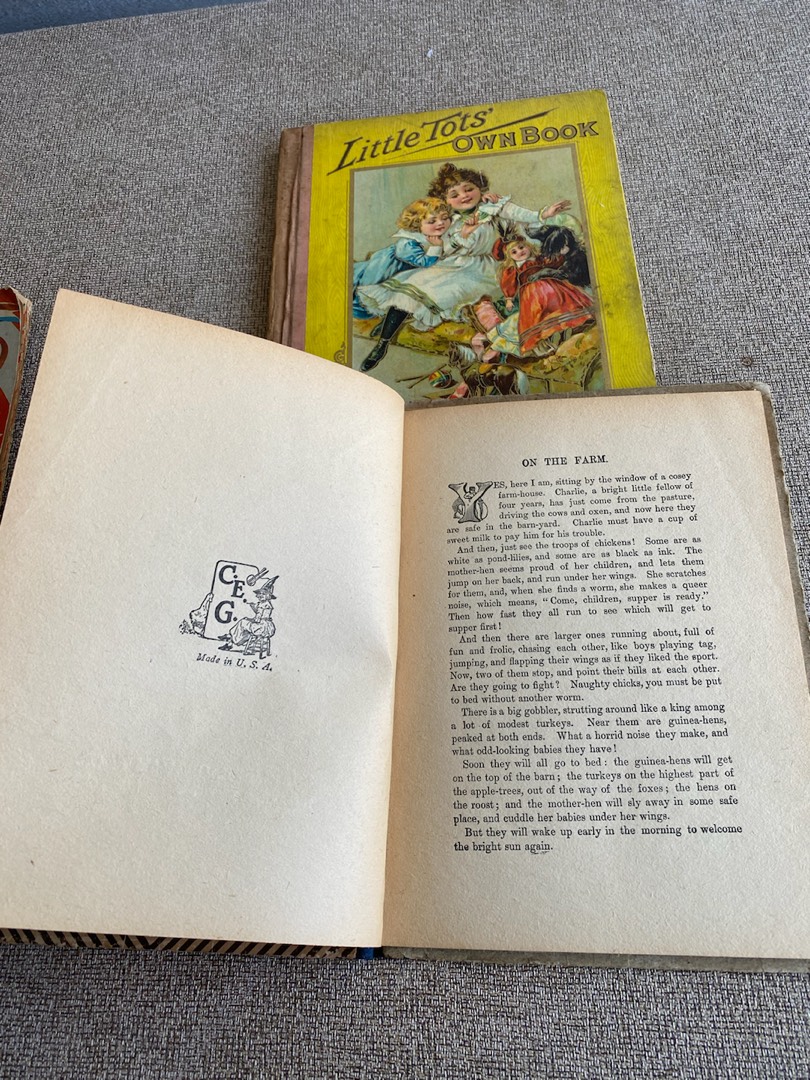 Little Tots'
Own Book
C.
E.
G.
Made in U. S. A.
ON THE FARM.
YES, here I am, sitting by the window of a cosey
farm-house. Charlie, a bright little fellow of
four years, has just come from the pasture,
driving the cows and oxen, and now here they
are safe in the barn-yard. Charlie must have a cup of
sweet milk to pay him for his trouble.
And then, just see the troops of chickens! Some are as
white as pond-lilies, and some are as black as ink. The
mother-hen seems proud of her children, and lets them
jump on her back, and run under her wings. She scratches
for them, and, when she finds a worm, she makes a queer
noise, which means, "Come, children, supper is ready."
Then how fast they all run to see which will get to
supper first!
And then there are larger ones running about, full of
fun and frolic, chasing each other, like boys playing tag,
jumping, and flapping their wings as if they liked the sport.
Now, two of them stop, and point their bills at each other.
Are they going to fight? Naughty chicks, you must be put
to bed without another worm.
There is a big gobbler, strutting around like a king among
a lot of modest turkeys. Near them are guinea-hens,
peaked at both ends. What a horrid noise they make, and
what odd-looking babies they have!
Soon they will all go to bed: the guinea-hens will get
on the top of the barn; the turkeys on the highest part of
the apple-trees, out of the way of the foxes; the hens on
the roost; and the mother-hen will sly away in some safe
place, and cuddle her babies under her wings.
But they will wake up early in the morning to welcome
the bright sun again.